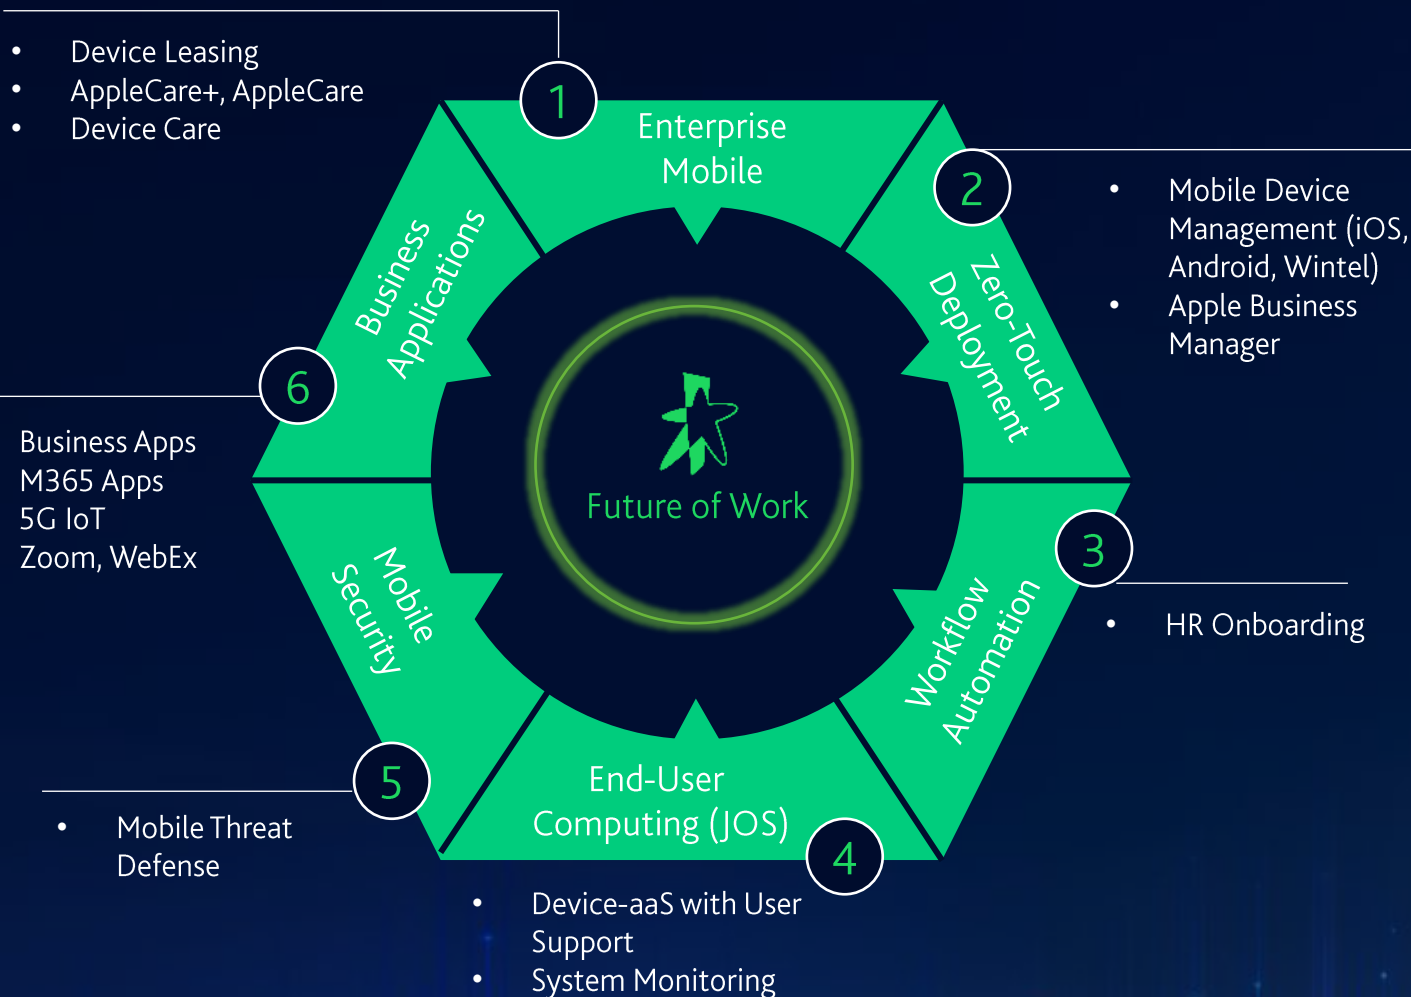 • Device Leasing
• AppleCare+, AppleCare
• Device Care
1
Enterprise
Mobile
2
• Mobile Device
Management (iOS,
Android, Wintel)
• Apple Business
Manager
Zero-Touch
Deployment
3
• HR Onboarding
Workflow
Automation
4
End-User
Computing (JOS)
• Device-aaS with User
Support
• System Monitoring
5
Mobile
Security
• Mobile Threat
Defense
6
Business
Applications
Business Apps
M365 Apps
5G IoT
Zoom, WebEx
Future of Work